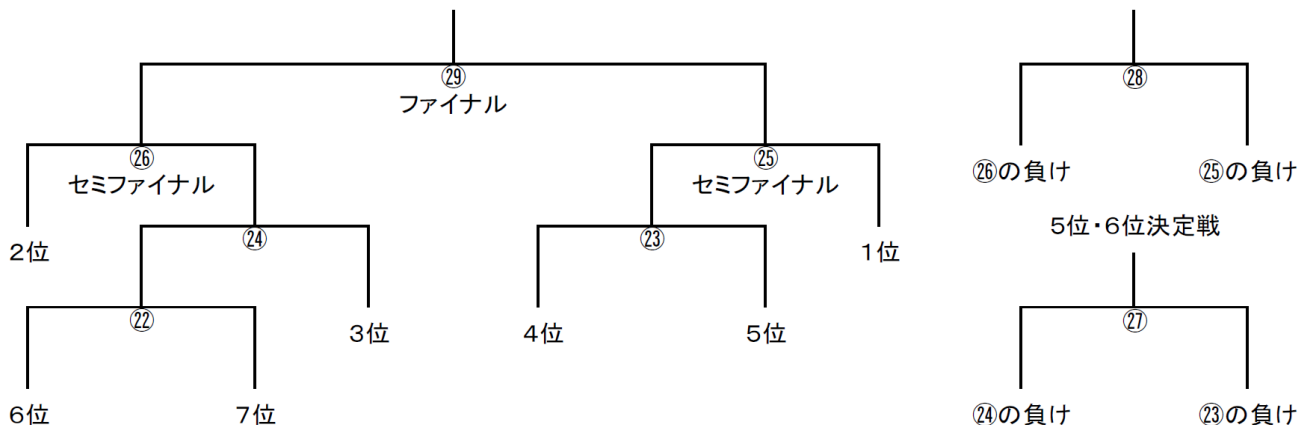 ㉙
ファイナル
㉘
㉖
セミファイナル
㉕
セミファイナル
㉖の負け
㉕の負け
2位
㉔
㉓
1位
5位・6位決定戦
㉒
3位
4位
5位
㉗
6位
7位
㉔の負け
㉓の負け